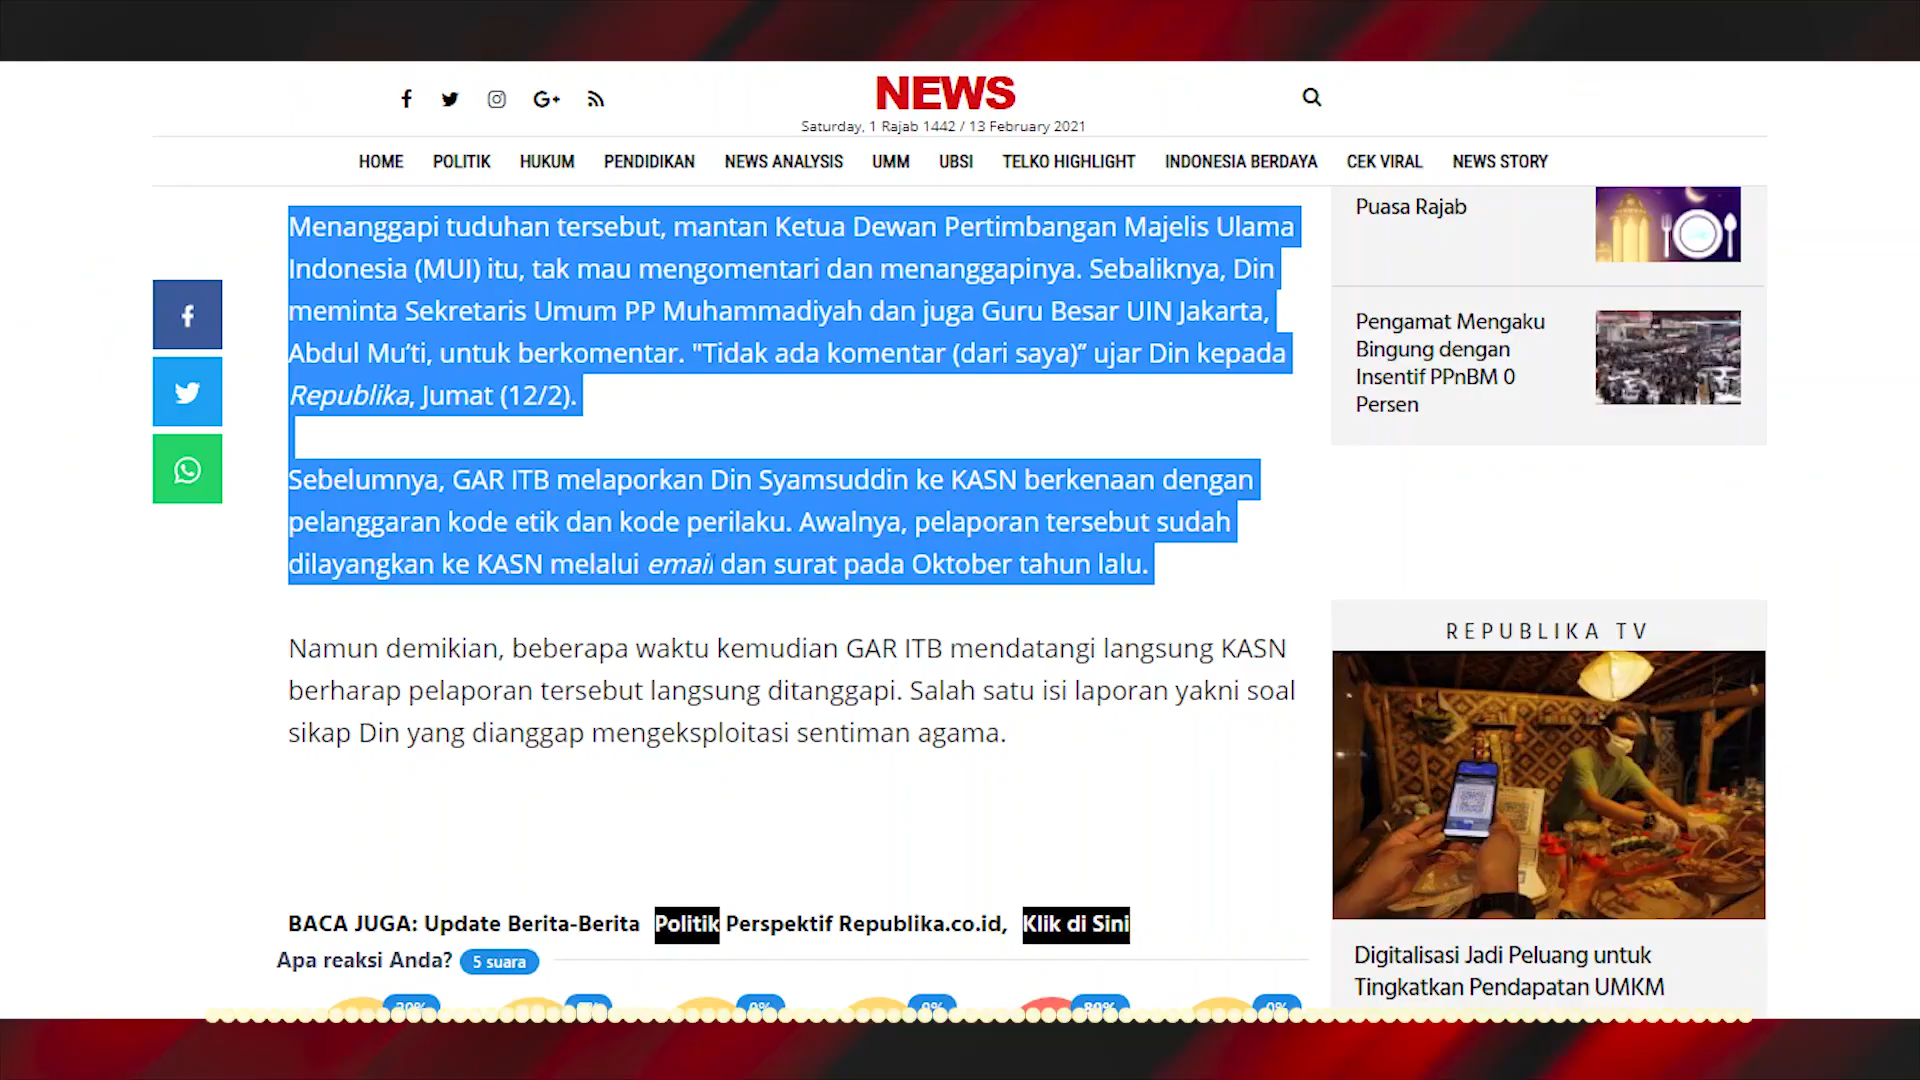 NEWS
Saturday, 1 Rajab 1442 / 13 February 2021
HOME POLITIK HUKUM PENDIDIKAN NEWS ANALYSIS UMM UBSI TELKO HIGHLIGHT INDONESIA BERDAYA CEK VIRAL NEWS STORY
Menanggapi tuduhan tersebut, mantan Ketua Dewan Pertimbangan Majelis Ulama
Indonesia (MUI) itu, tak mau mengomentari dan menanggapinya. Sebaliknya, Din
meminta Sekretaris Umum PP Muhammadiyah dan juga Guru Besar UIN Jakarta,
Abdul Mu’ti, untuk berkomentar. "Tidak ada komentar (dari saya)” ujar Din kepada
Republika, Jumat (12/2).
Sebelumnya, GAR ITB melaporkan Din Syamsuddin ke KASN berkenaan dengan
pelanggaran kode etik dan kode perilaku. Awalnya, pelaporan tersebut sudah
dilayangkan ke KASN melalui email dan surat pada Oktober tahun lalu.
Namun demikian, beberapa waktu kemudian GAR ITB mendatangi langsung KASN
berharap pelaporan tersebut langsung ditanggapi. Salah satu isi laporan yakni soal
sikap Din yang dianggap mengeksploitasi sentiman agama.
BACA JUGA: Update Berita-Berita Politik Perspektif Republika.co.id, Klik di Sini
Apa reaksi Anda? 5 suara
0% 0% 80% 0%
Puasa Rajab
Pengamat Mengaku
Bingung dengan
Insentif PPnBM 0
Persen
REPUBLIKA TV
Digitalisasi Jadi Peluang untuk
Tingkatkan Pendapatan UMKM